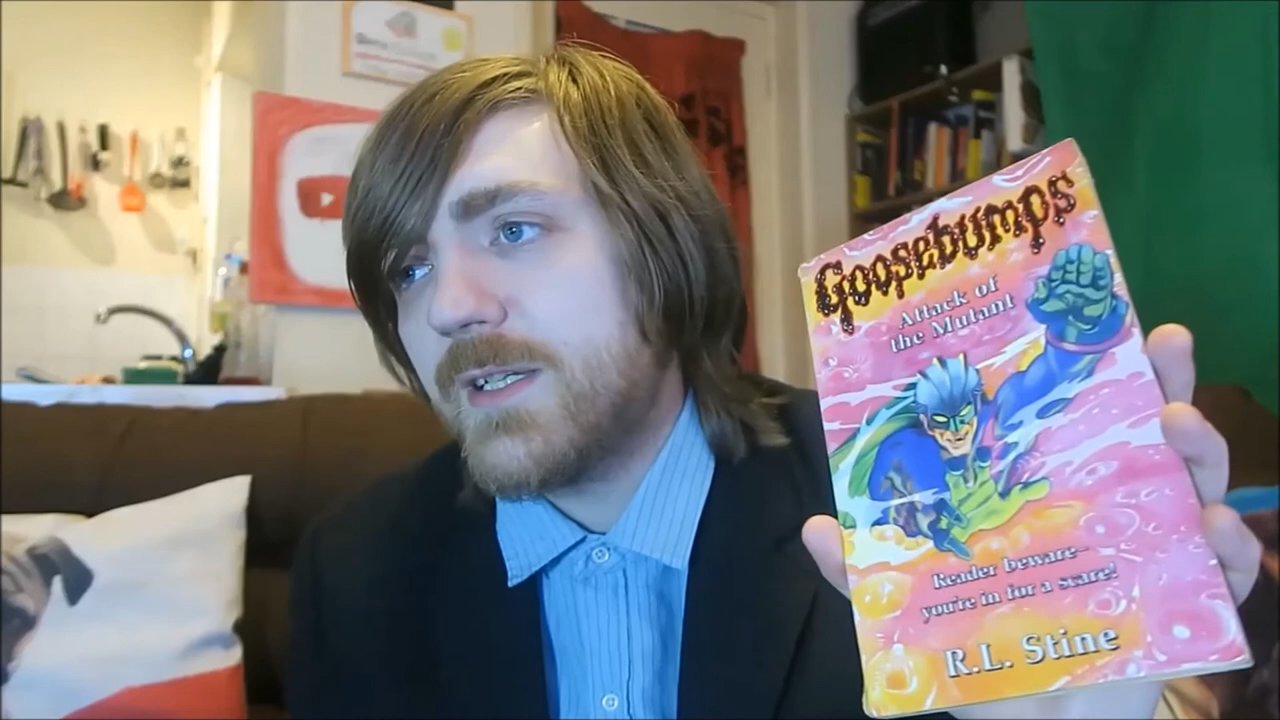 Goosebumps
Attack of
the Mutant
Reader beware–
you're in for a scare!
R.L. Stine